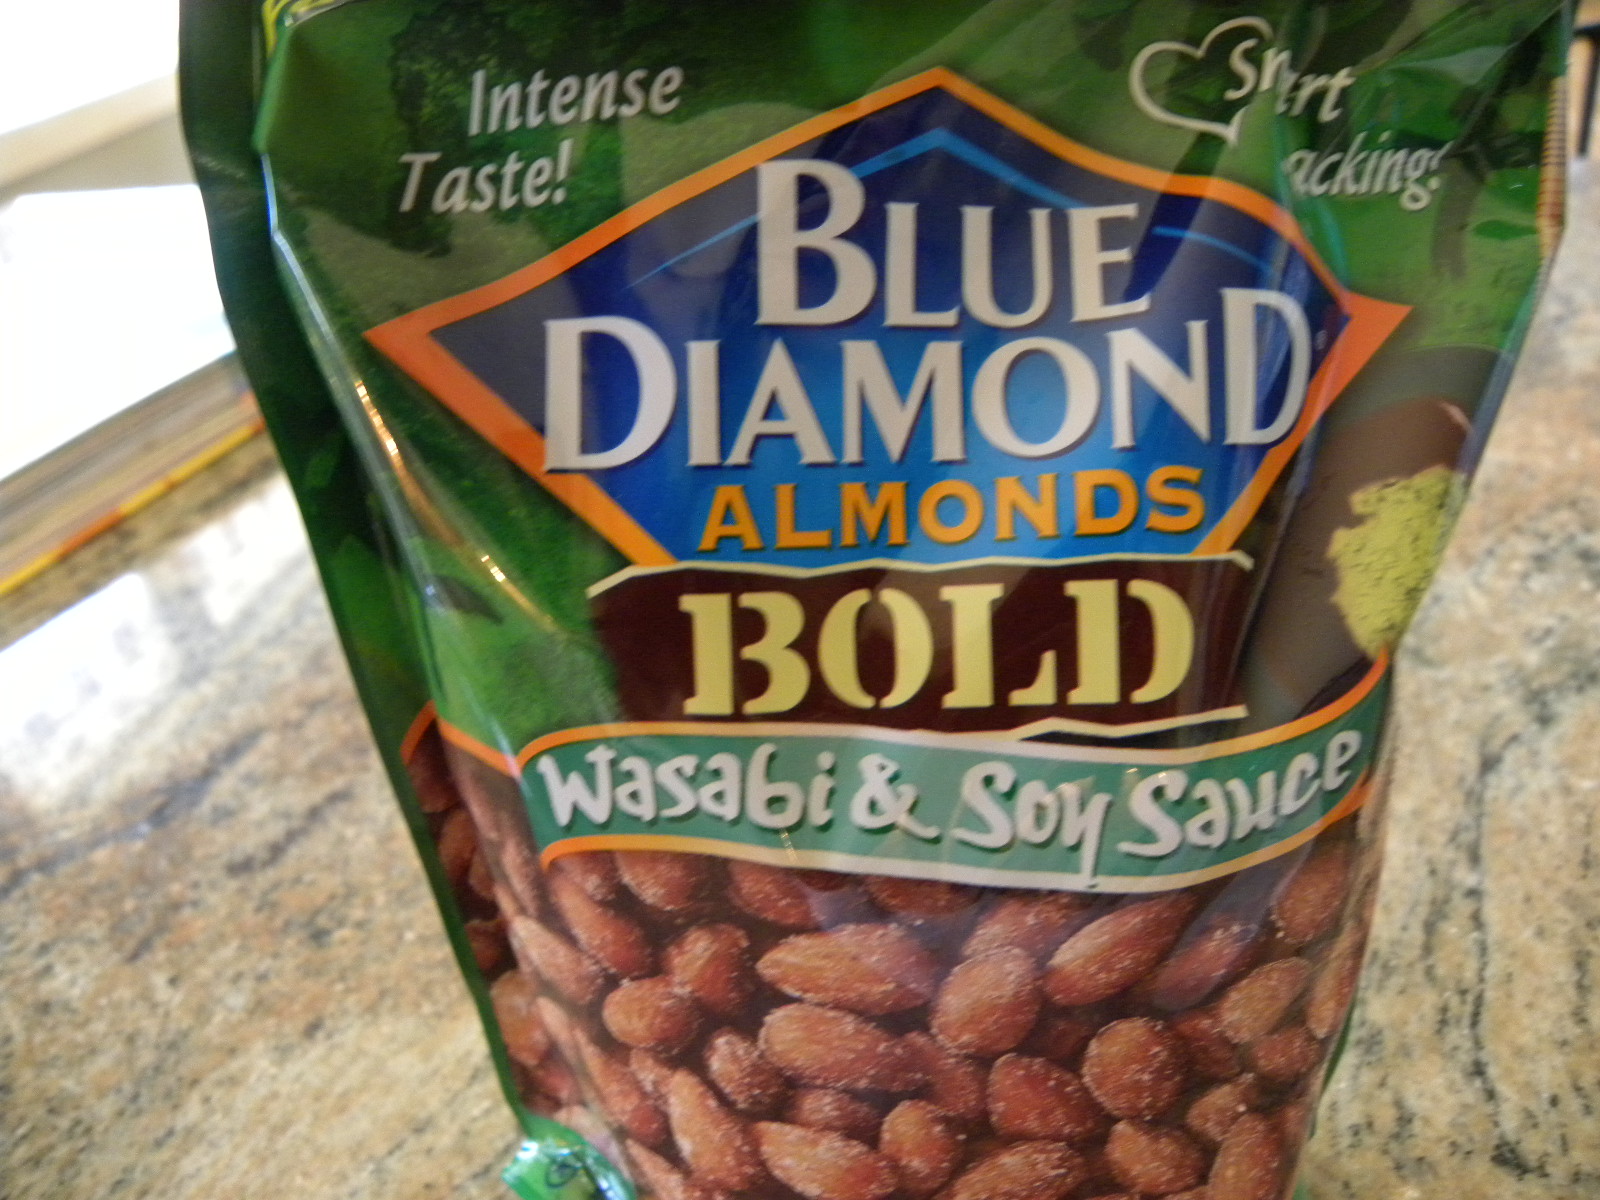 Intense
Taste!
BLUE
DIAMOND
ALMONDS
BOLD
Wasabi & Soy Sauce